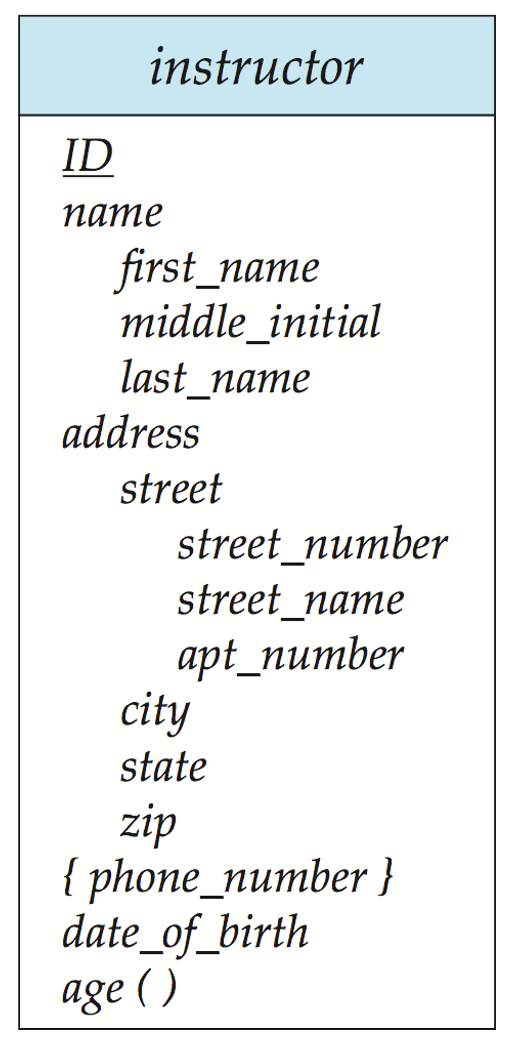 instructor
ID
name
first_name
middle_initial
last_name
address
street
street_number
street_name
apt_number
city
state
zip
{ phone_number }
date_of_birth
age ( )